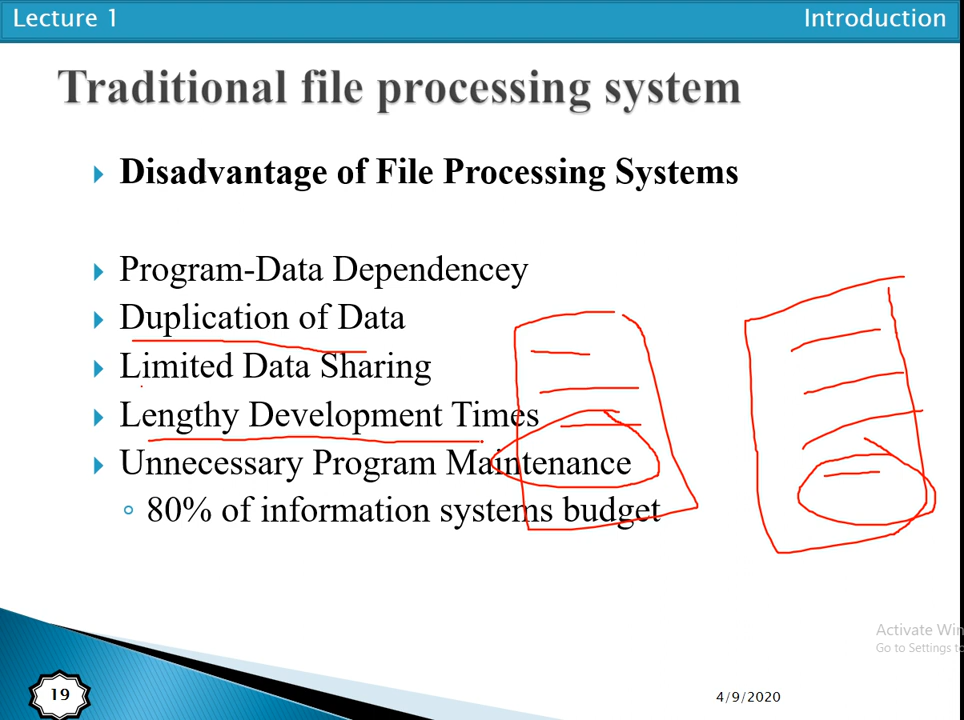 Lecture 1
Introduction
Traditional file processing system
Disadvantage of File Processing Systems
Program-Data Dependencey
Duplication of Data
Limited Data Sharing
Lengthy Development Times
Unnecessary Program Maintenance
80% of information systems budget
Activate Win
Go to Settings t
19
4/9/2020